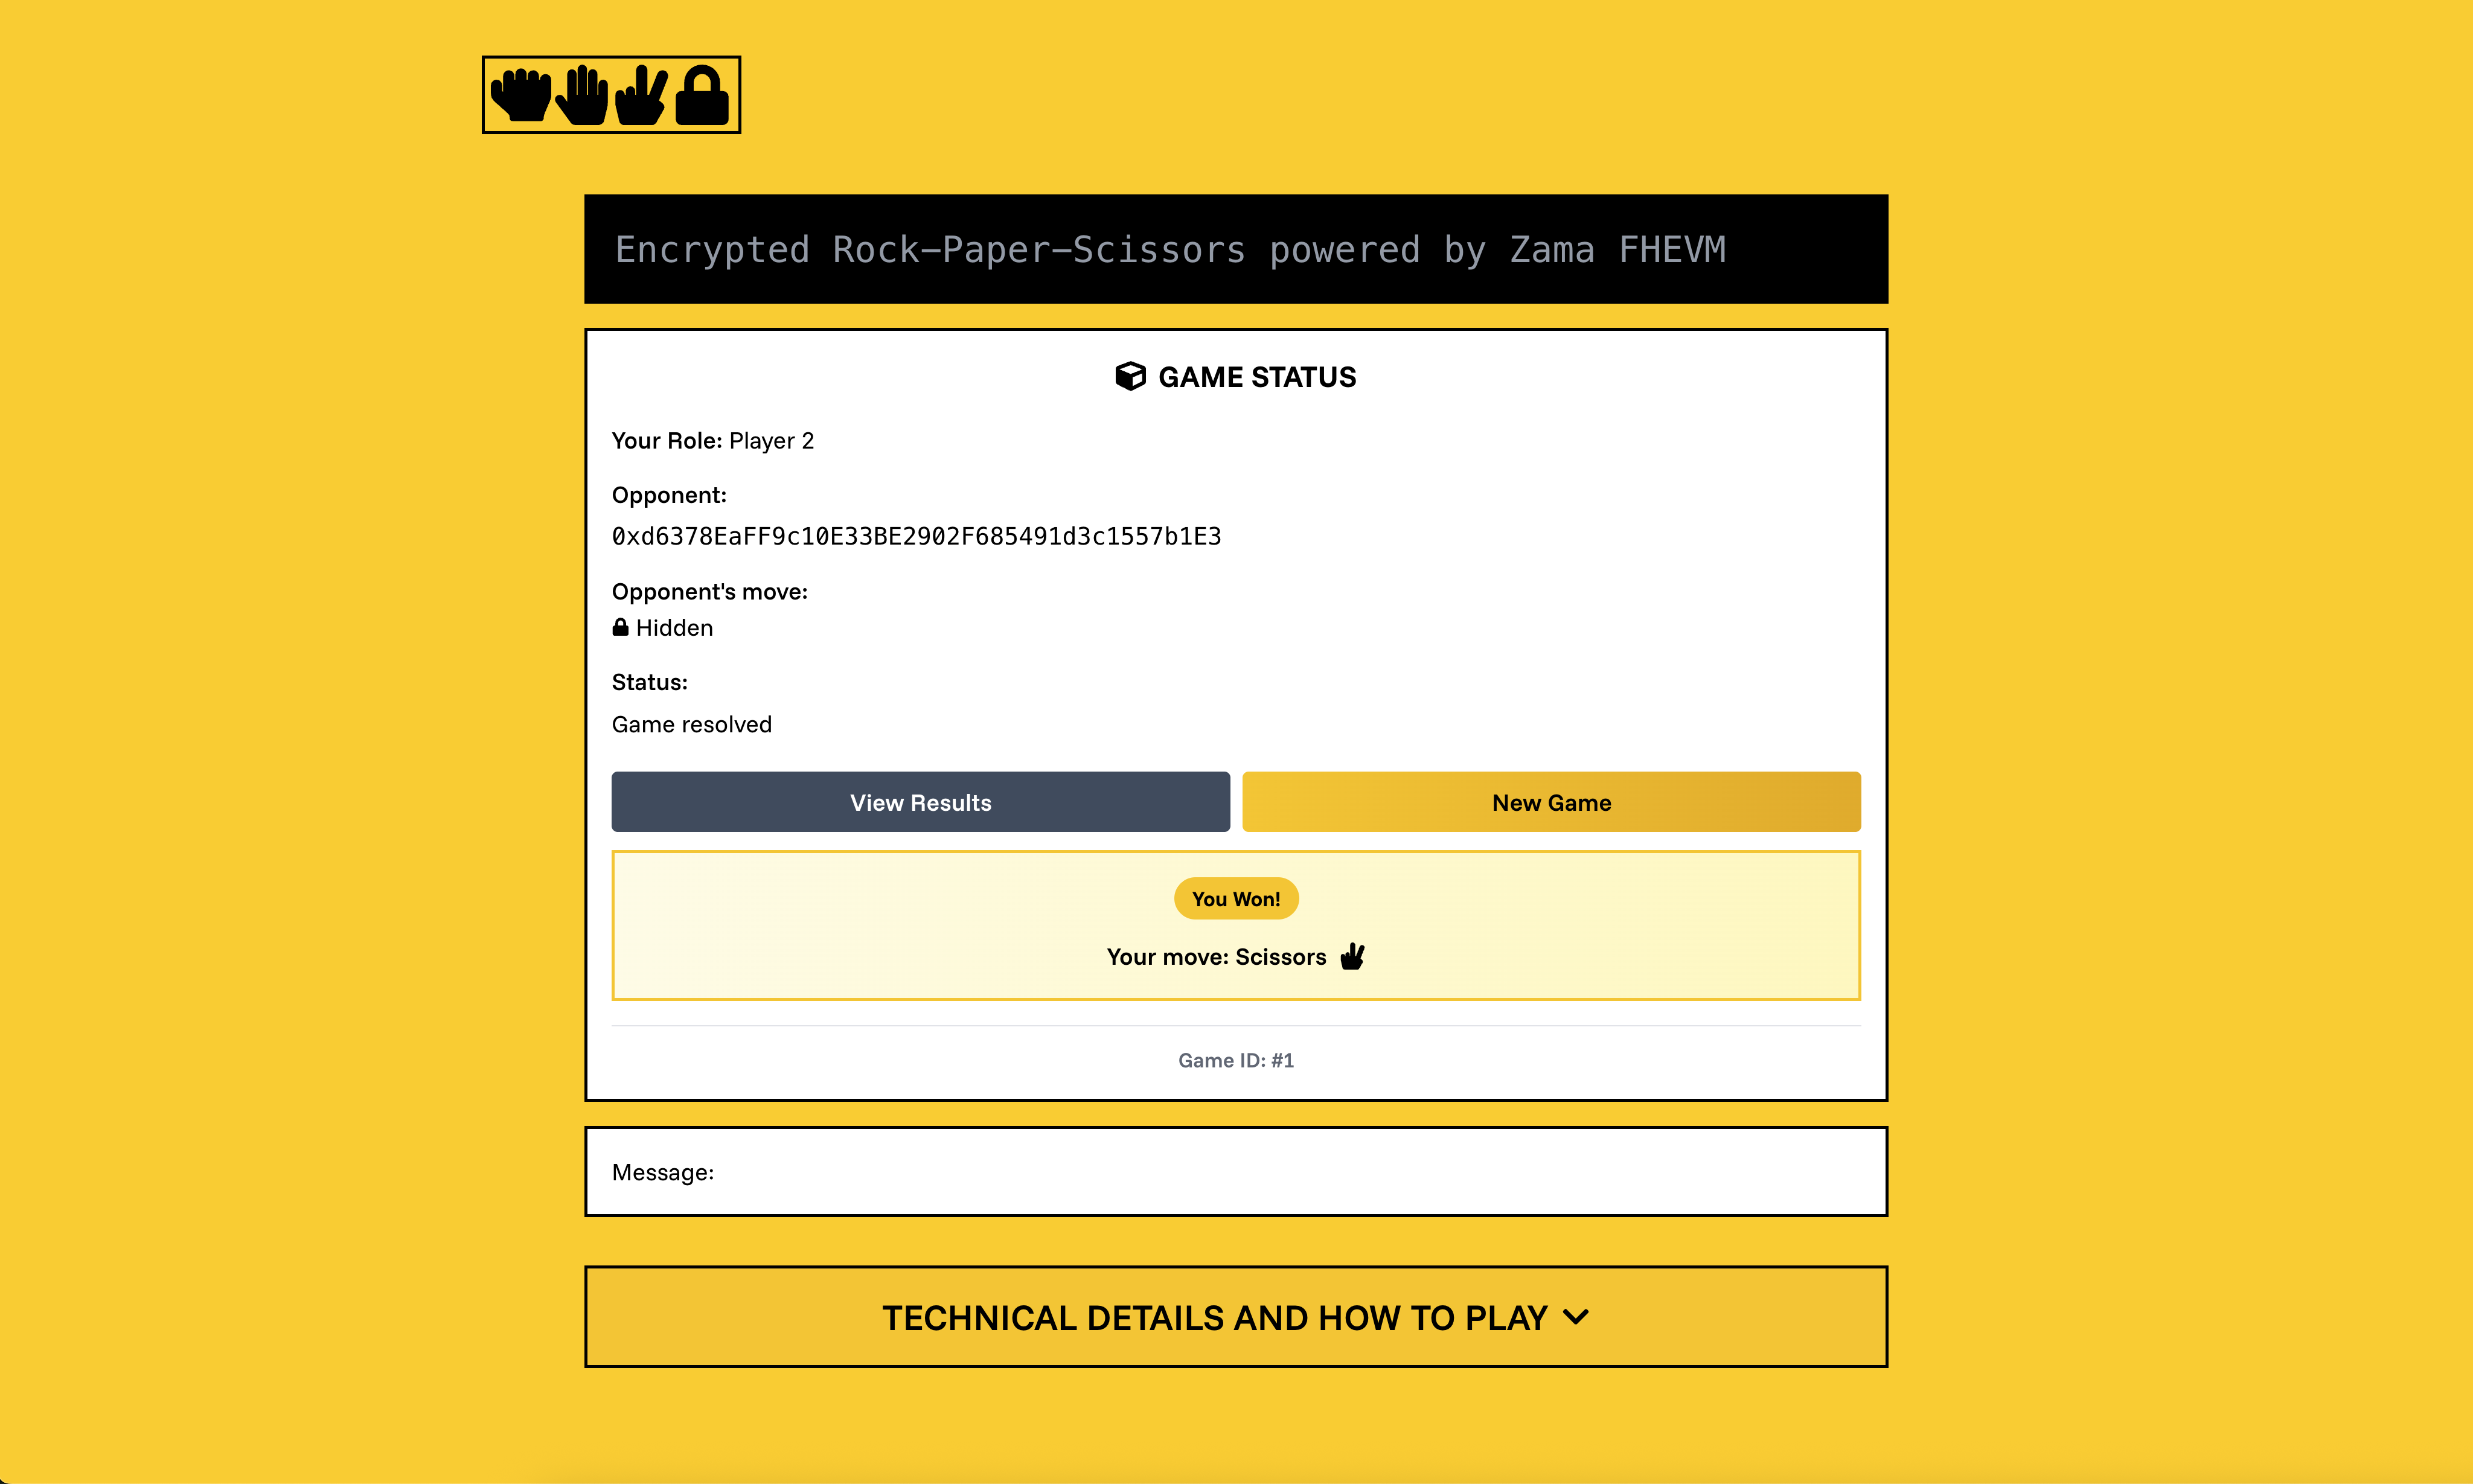 Encrypted Rock-Paper-Scissors powered by Zama FHEVM
GAME STATUS
Your Role: Player 2
Opponent:
0xd6378EaFF9c10E33BE2902F685491d3c1557b1E3
Opponent's move:
Hidden
Status:
Game resolved
View Results
New Game
You Won!
Your move: Scissors
Game ID: #1
Message:
TECHNICAL DETAILS AND HOW TO PLAY